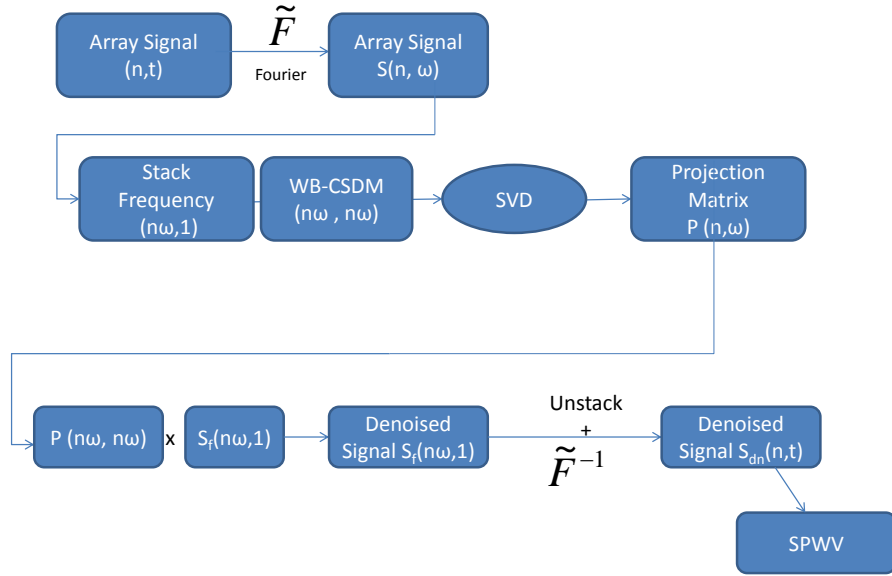 Array Signal
(n,t)
F̃
Fourier
Array Signal
S(n, ω)
Stack
Frequency
(nω,1)
WB-CSDM
(nω , nω)
SVD
Projection
Matrix
P (n,ω)
P (nω, nω)
x
S_f(nω,1)
Denoised
Signal S_f(nω,1)
Unstack
+
F̃⁻¹
Denoised
Signal S_dn(n,t)
SPWV